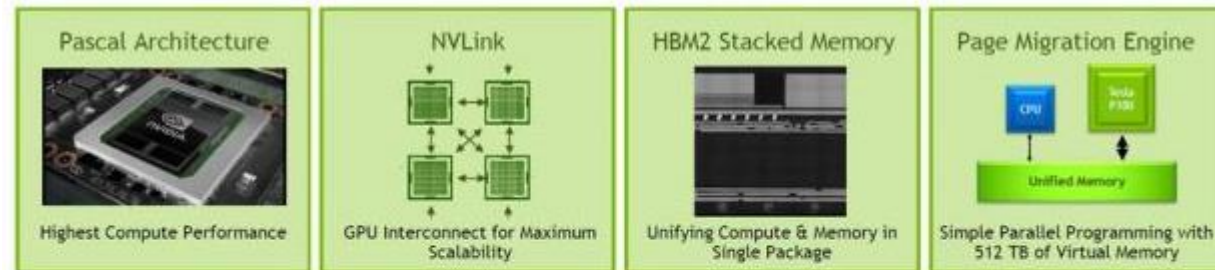 Pascal Architecture
NVIDIA
Highest Compute Performance
NVLink
GPU Interconnect for Maximum
Scalability
HBM2 Stacked Memory
Unifying Compute & Memory in
Single Package
Page Migration Engine
CPU
Tesla
P100
Unified Memory
Simple Parallel Programming with
512 TB of Virtual Memory